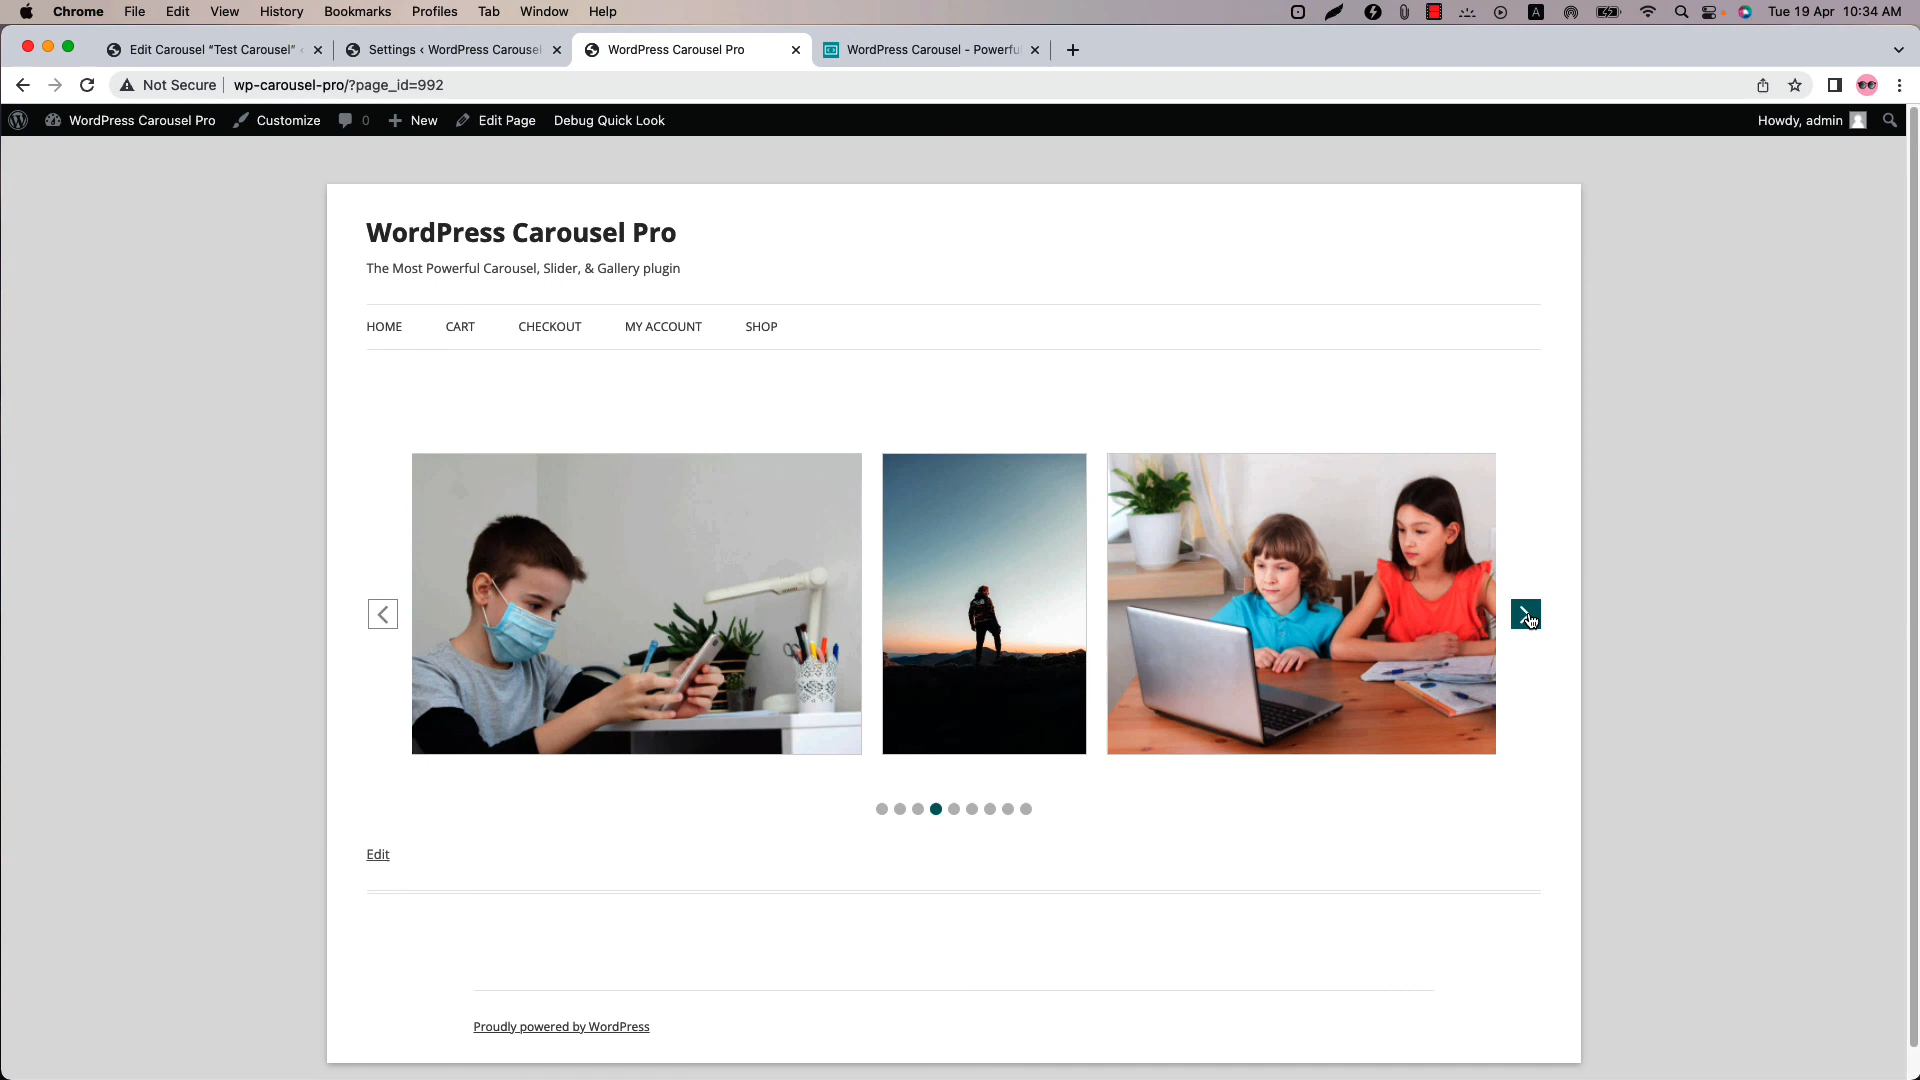 Chrome File Edit View History Bookmarks Profiles Tab Window Help A Tue 19 Apr 10:34 AM
Edit Carousel “Test Carousel” Settings ‹ WordPress Carousel WordPress Carousel Pro WordPress Carousel - Powerfu
Not Secure wp-carousel-pro/?page_id=992
WordPress Carousel Pro Customize 0 New Edit Page Debug Quick Look Howdy, admin
WordPress Carousel Pro
The Most Powerful Carousel, Slider, & Gallery plugin
HOME CART CHECKOUT MY ACCOUNT SHOP
Edit
Proudly powered by WordPress